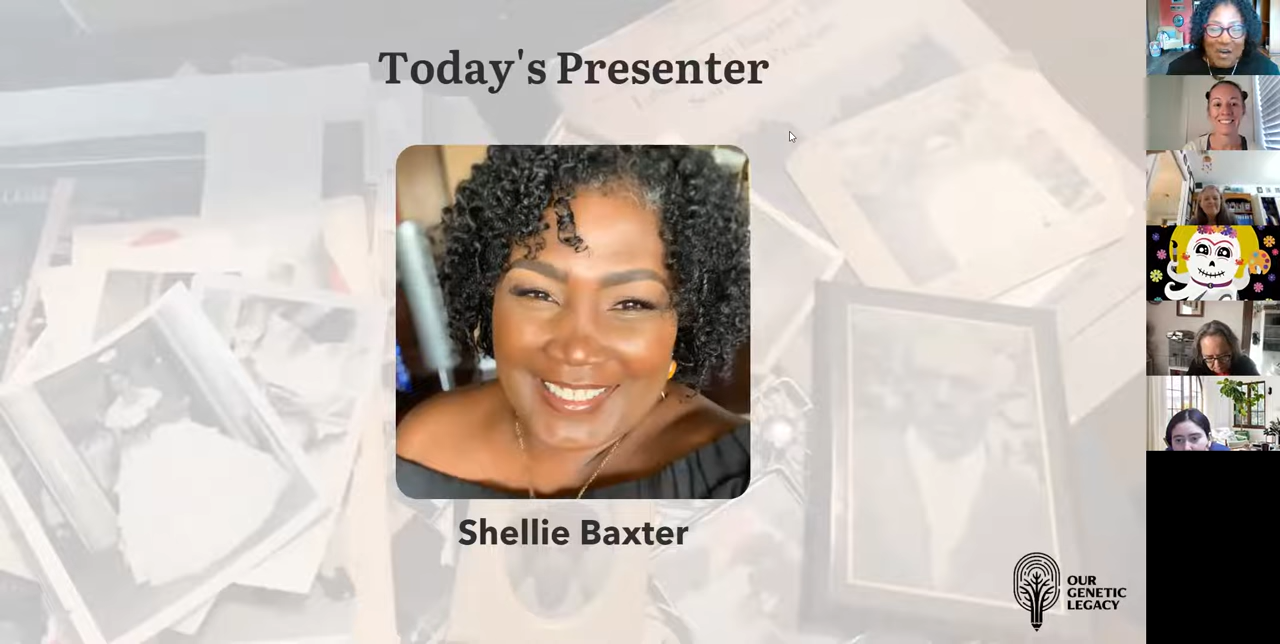 Today's Presenter
Shellie Baxter
OUR
GENETIC
LEGACY